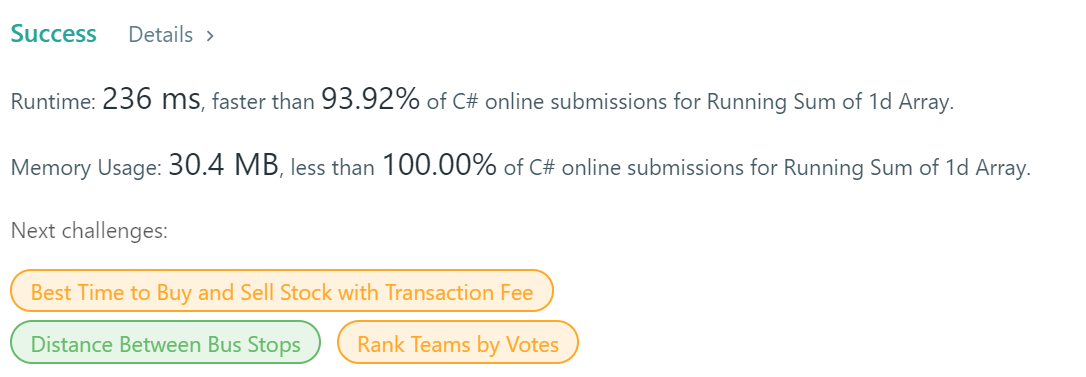 Success Details >
Runtime: 236 ms, faster than 93.92% of C# online submissions for Running Sum of 1d Array.
Memory Usage: 30.4 MB, less than 100.00% of C# online submissions for Running Sum of 1d Array.
Next challenges:
Best Time to Buy and Sell Stock with Transaction Fee
Distance Between Bus Stops Rank Teams by Votes